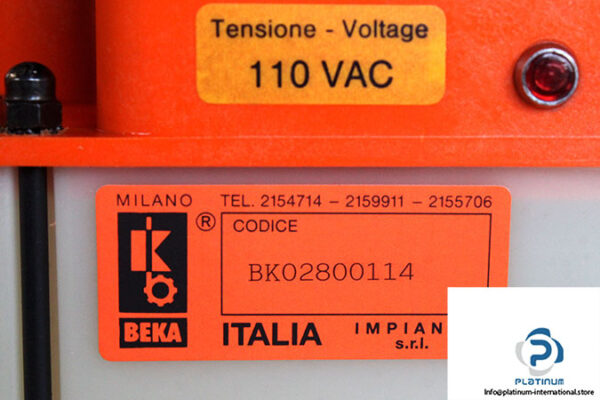 Tensione - Voltage
110 VAC
MILANO TEL. 2154714 – 2159911 – 2155706
®
CODICE
BK02800114
BEKA ITALIA IMPIAN
s.r.l.
PLATINUM
Info@platinum-international.store